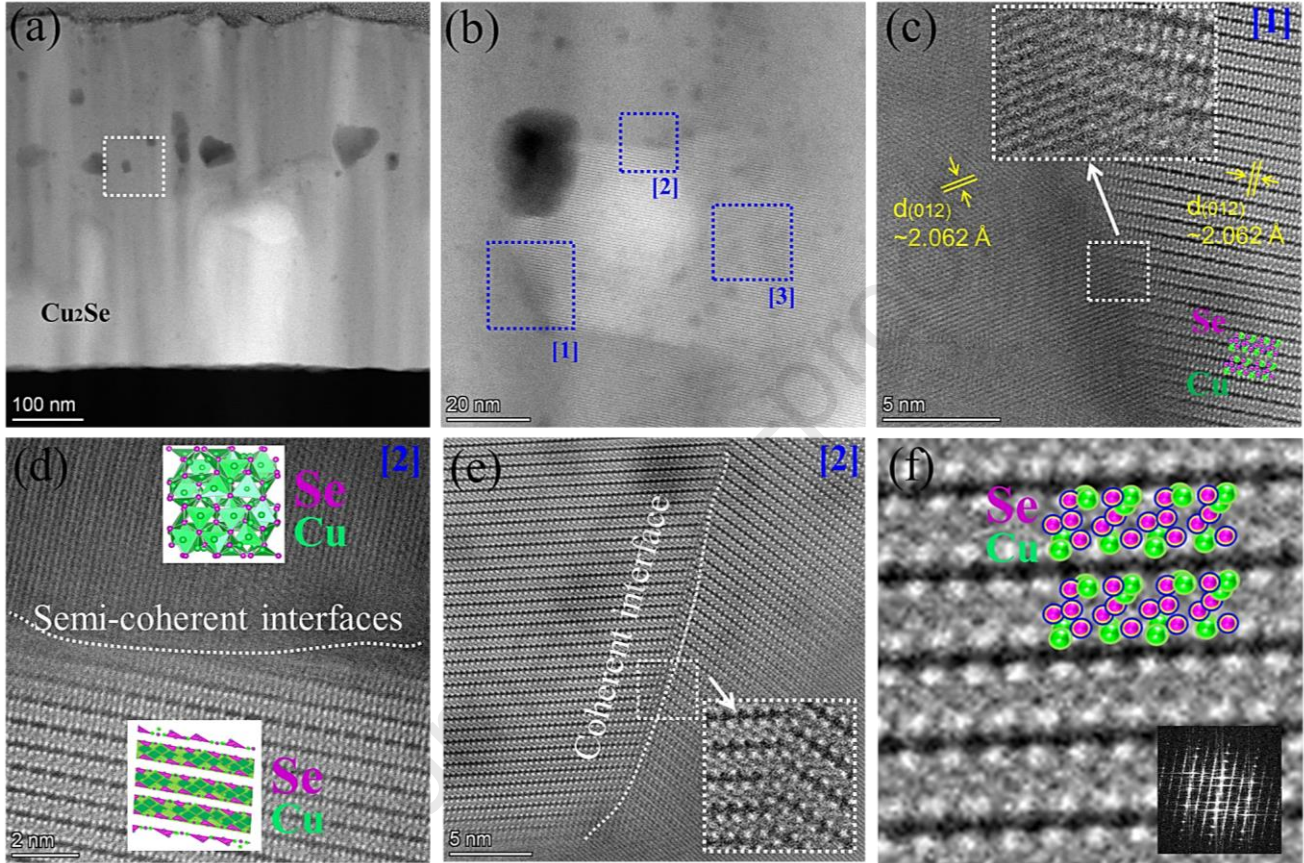 (a)
Cu₂Se
100 nm
(b)
[2]
[3]
[1]
20 nm
(c)
[1]
d(012)
~2.062 Å
d(012)
~2.062 Å
Se
Cu
5 nm
(d)
[2]
Se
Cu
Semi-coherent interfaces
Se
Cu
2 nm
(e)
[2]
Coherent interface
5 nm
(f)
Se
Cu